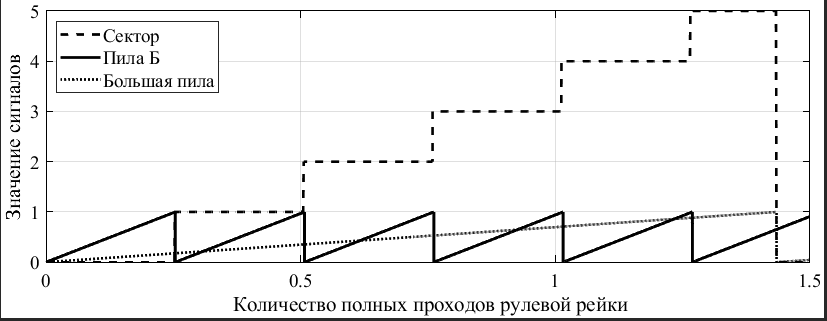 5
4
3
2
1
0
Значение сигналов
Сектор
Пила Б
Большая пила
0
0.5
1
1.5
Количество полных проходов рулевой рейки